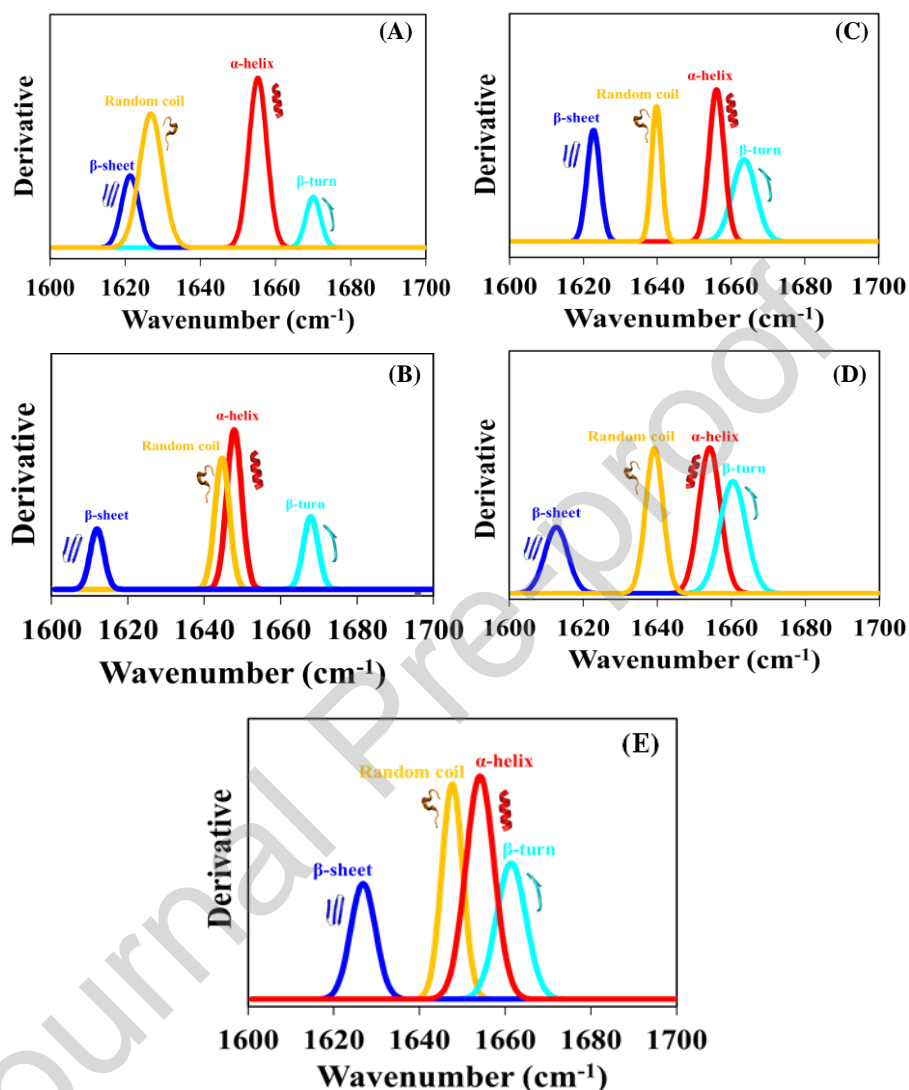 (A)
α-helix
Random coil
β-sheet
β-turn
Derivative
1600 1620 1640 1660 1680 1700
Wavenumber (cm-1)
(C)
α-helix
Random coil
β-sheet
β-turn
Derivative
1600 1620 1640 1660 1680 1700
Wavenumber (cm-1)
(B)
α-helix
Random coil
β-sheet
β-turn
Derivative
1600 1620 1640 1660 1680 1700
Wavenumber (cm-1)
(D)
Random coil
α-helix
β-turn
β-sheet
Derivative
1600 1620 1640 1660 1680 1700
Wavenumber (cm-1)
(E)
α-helix
Random coil
β-turn
β-sheet
Derivative
1600 1620 1640 1660 1680 1700
Wavenumber (cm-1)
Journal Pre-proof